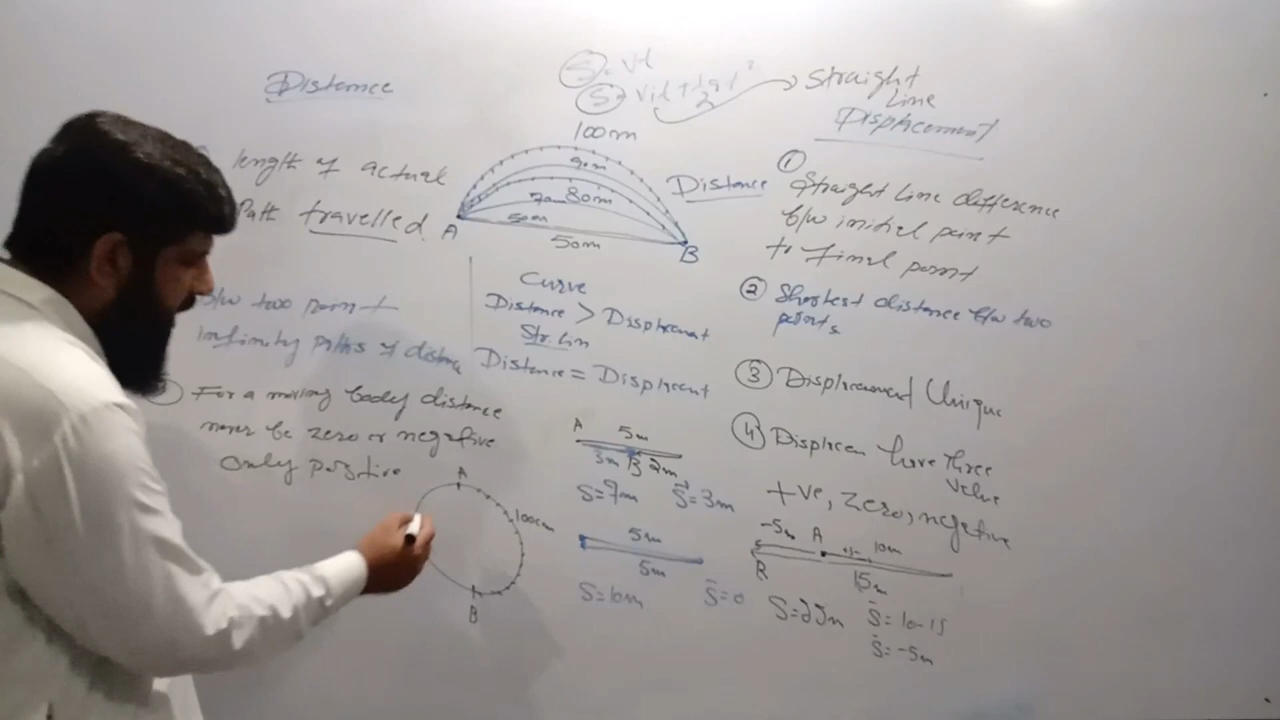 Distance
S = Vt
S = Vit + 1/2 at²
Straight
Line
Displacement
length of actual
Path travelled.
100m
90m
70m 80m
50m
50m
A
B
Distance
①
Straight Line difference
b/w initial point
to Final point
② Shortest distance b/w two
points
③ Displacement Unique
④ Displacen have three
value
+ve, zero, negative
b/w two point
infinity paths of distance
For a moving body distance
never be zero or negative
Only positive
Curve
Distance > Displacment
Str. Lin
Distance = Displacent
A 5m
3m B 2m
S=7m S⃗=3m
5m
5m
S=10m S̄=0
-5m A 10m
B 15m
S=25m S̄=10-15
S̄=-5m
A
100cm
B